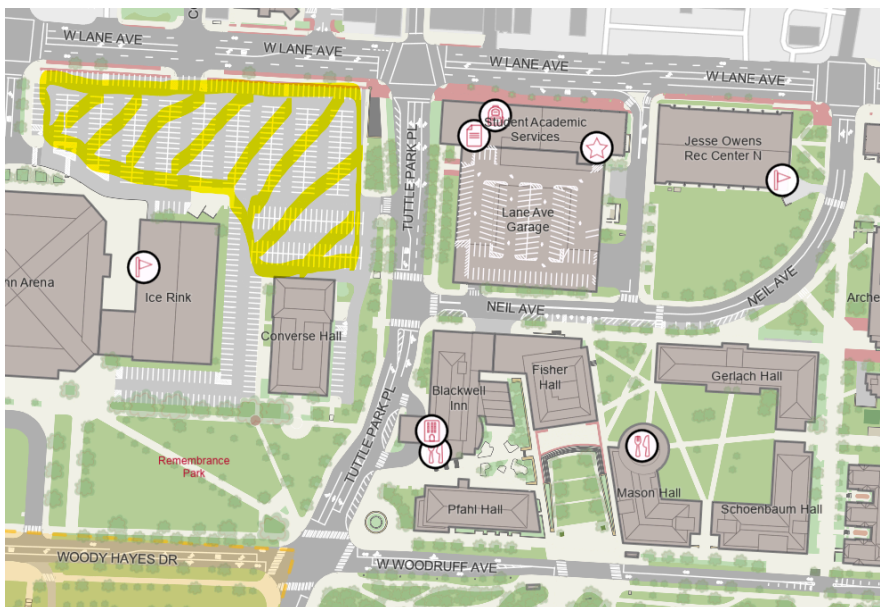 W LANE AVE
W LANE AVE
W LANE AVE
W LANE AVE
TUTTLE PARK PL
Student Academic
Services
Jesse Owens
Rec Center N
Lane Ave
Garage
NEIL AVE
NEIL AVE
nn Arena
Ice Rink
Converse Hall
Arche
Blackwell
Inn
Fisher
Hall
Gerlach Hall
TUTTLE PARK PL
Remembrance
Park
Mason Hall
Pfahl Hall
Schoenbaum Hall
WOODY HAYES DR
W WOODRUFF AVE